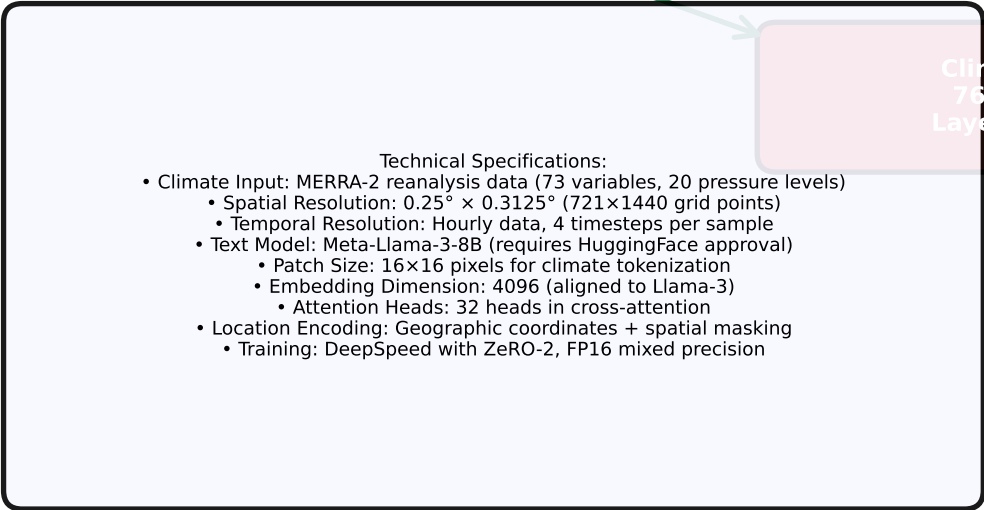 76
Technical Specifications:
• Climate Input: MERRA-2 reanalysis data (73 variables, 20 pressure levels)
• Spatial Resolution: 0.25° × 0.3125° (721×1440 grid points)
• Temporal Resolution: Hourly data, 4 timesteps per sample
• Text Model: Meta-Llama-3-8B (requires HuggingFace approval)
• Patch Size: 16×16 pixels for climate tokenization
• Embedding Dimension: 4096 (aligned to Llama-3)
• Attention Heads: 32 heads in cross-attention
• Location Encoding: Geographic coordinates + spatial masking
• Training: DeepSpeed with ZeRO-2, FP16 mixed precision